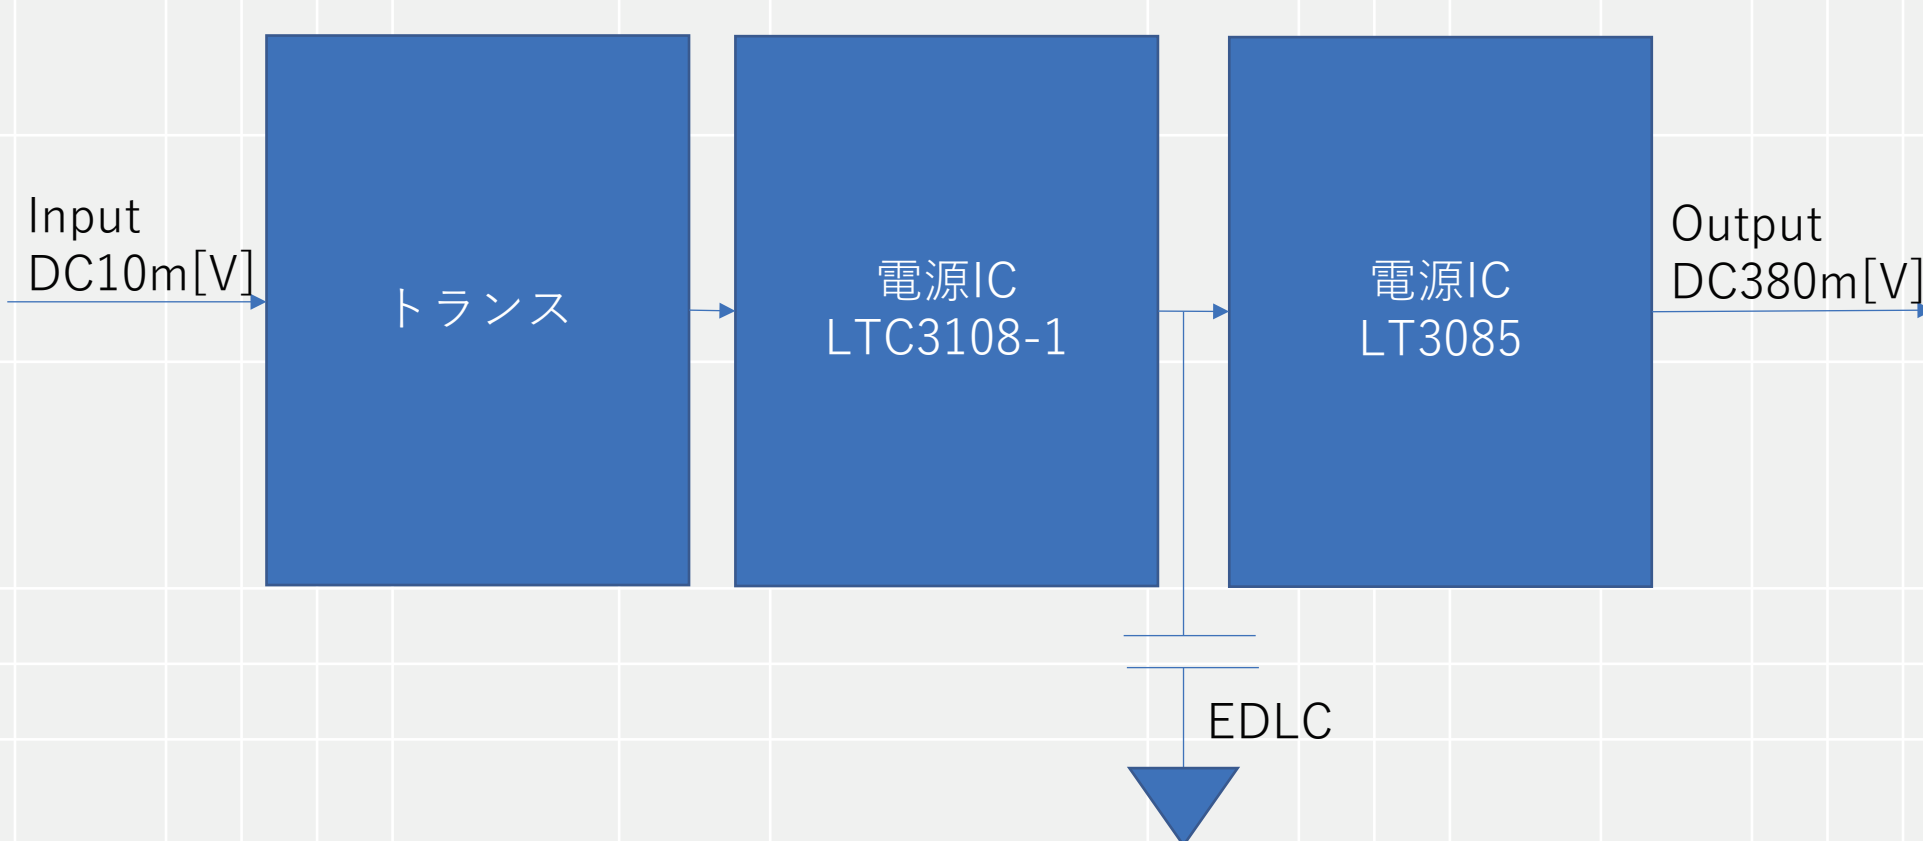 Input
DC10m[V]
トランス
電源IC
LTC3108-1
電源IC
LT3085
Output
DC380m[V]
EDLC